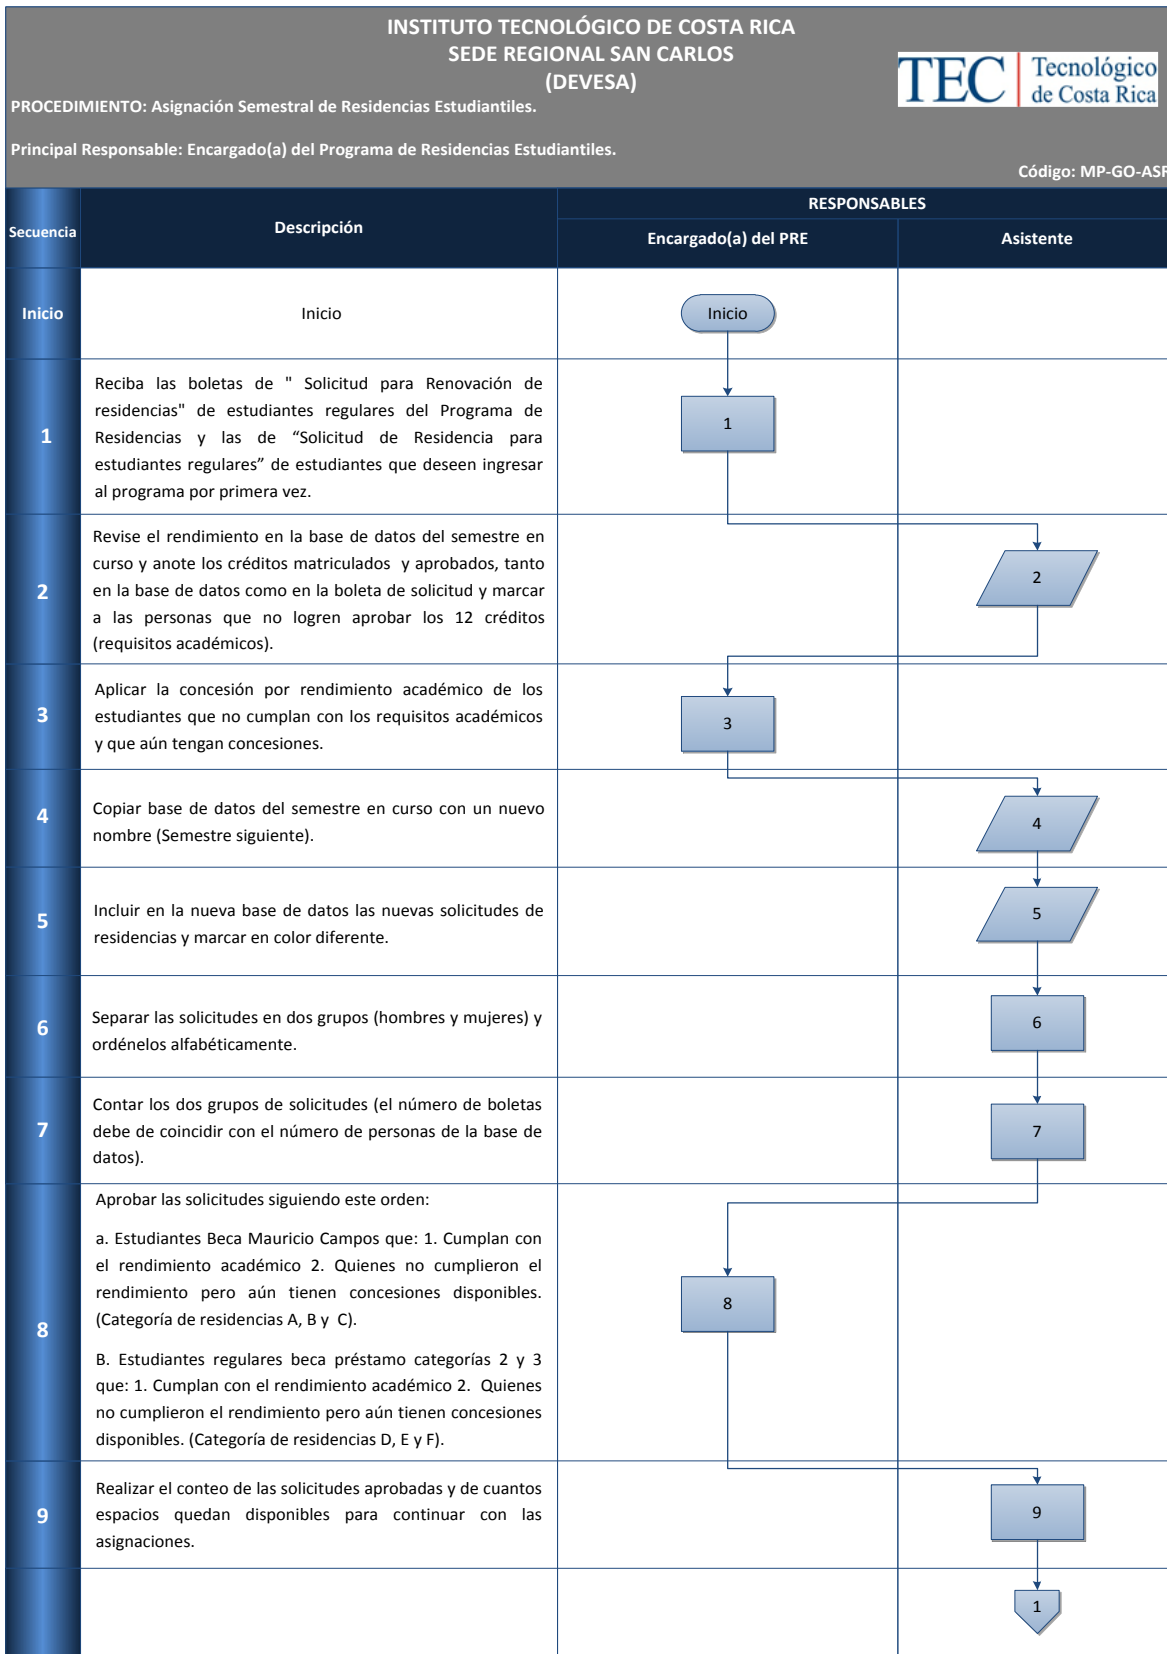 INSTITUTO TECNOLÓGICO DE COSTA RICA
SEDE REGIONAL SAN CARLOS
(DEVESA)
TEC Tecnológico
de Costa Rica
PROCEDIMIENTO: Asignación Semestral de Residencias Estudiantiles.
Principal Responsable: Encargado(a) del Programa de Residencias Estudiantiles.
Código: MP-GO-ASR
Secuencia
Descripción
RESPONSABLES
Encargado(a) del PRE
Asistente
Inicio
Inicio
Inicio
1
Reciba las boletas de " Solicitud para Renovación de
residencias" de estudiantes regulares del Programa de
Residencias y las de “Solicitud de Residencia para
estudiantes regulares” de estudiantes que deseen ingresar
al programa por primera vez.
1
2
Revise el rendimiento en la base de datos del semestre en
curso y anote los créditos matriculados y aprobados, tanto
en la base de datos como en la boleta de solicitud y marcar
a las personas que no logren aprobar los 12 créditos
(requisitos académicos).
2
3
Aplicar la concesión por rendimiento académico de los
estudiantes que no cumplan con los requisitos académicos
y que aún tengan concesiones.
3
4
Copiar base de datos del semestre en curso con un nuevo
nombre (Semestre siguiente).
4
5
Incluir en la nueva base de datos las nuevas solicitudes de
residencias y marcar en color diferente.
5
6
Separar las solicitudes en dos grupos (hombres y mujeres) y
ordénelos alfabéticamente.
6
7
Contar los dos grupos de solicitudes (el número de boletas
debe de coincidir con el número de personas de la base de
datos).
7
8
Aprobar las solicitudes siguiendo este orden:
a. Estudiantes Beca Mauricio Campos que: 1. Cumplan con
el rendimiento académico 2. Quienes no cumplieron el
rendimiento pero aún tienen concesiones disponibles.
(Categoría de residencias A, B y C).
B. Estudiantes regulares beca préstamo categorías 2 y 3
que: 1. Cumplan con el rendimiento académico 2. Quienes
no cumplieron el rendimiento pero aún tienen concesiones
disponibles. (Categoría de residencias D, E y F).
8
9
Realizar el conteo de las solicitudes aprobadas y de cuantos
espacios quedan disponibles para continuar con las
asignaciones.
9
1